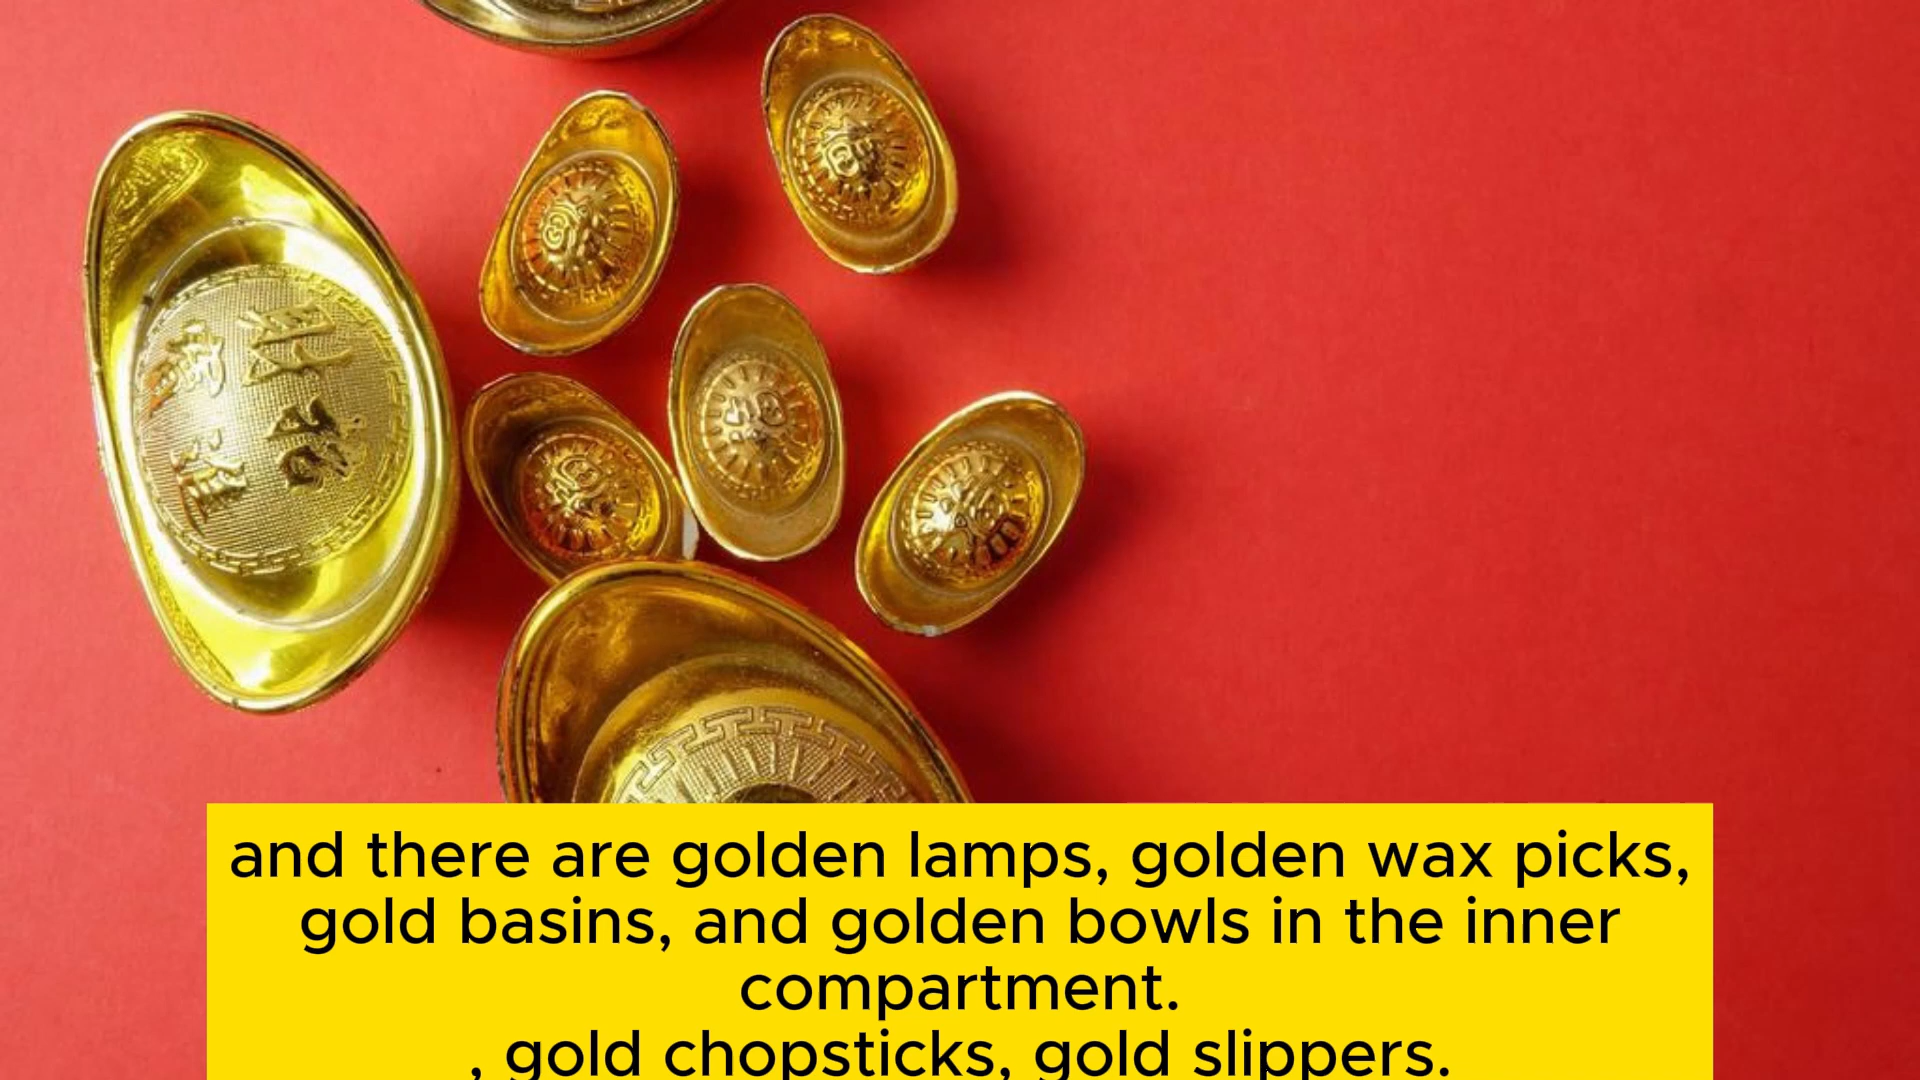 and there are golden lamps, golden wax picks,
gold basins, and golden bowls in the inner
compartment.
, gold chopsticks, gold slippers.